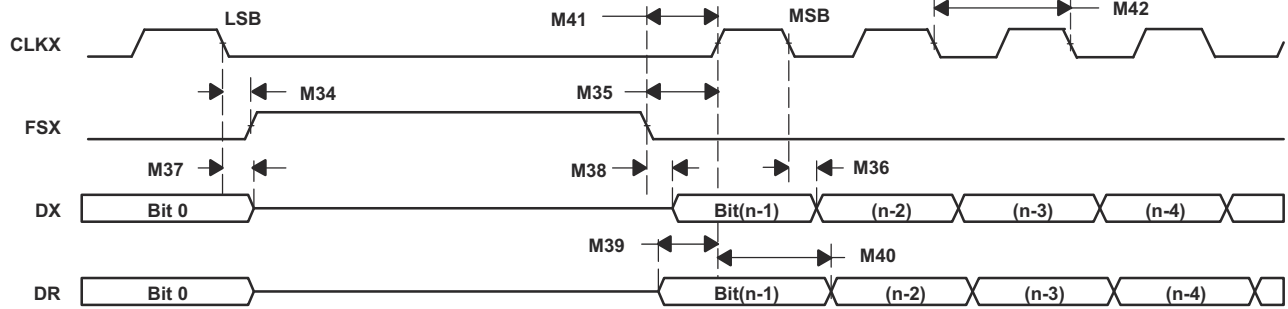 LSB
M41
MSB
M42
CLKX
M34
M35
FSX
M37
M38
M36
DX
Bit 0
Bit(n-1)
(n-2)
(n-3)
(n-4)
M39
M40
DR
Bit 0
Bit(n-1)
(n-2)
(n-3)
(n-4)